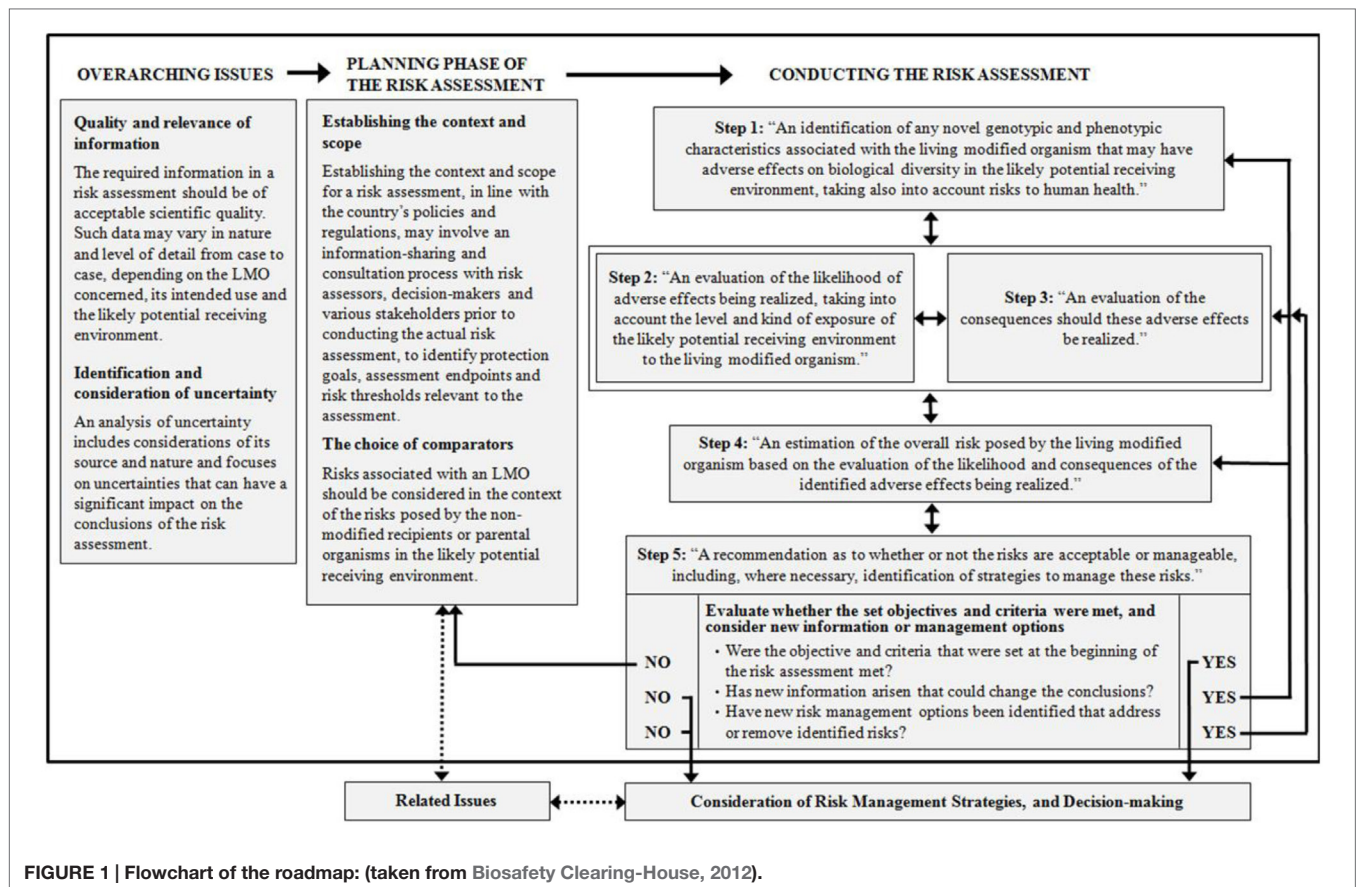 OVERARCHING ISSUES
PLANNING PHASE OF
THE RISK ASSESSMENT
CONDUCTING THE RISK ASSESSMENT
Quality and relevance of
information
The required information in a
risk assessment should be of
acceptable scientific quality.
Such data may vary in nature
and level of detail from case to
case, depending on the LMO
concerned, its intended use and
the likely potential receiving
environment.
Identification and
consideration of uncertainty
An analysis of uncertainty
includes considerations of its
source and nature and focuses
on uncertainties that can have a
significant impact on the
conclusions of the risk
assessment.
Establishing the context and
scope
Establishing the context and scope
for a risk assessment, in line with
the country’s policies and
regulations, may involve an
information-sharing and
consultation process with risk
assessors, decision-makers and
various stakeholders prior to
conducting the actual risk
assessment, to identify protection
goals, assessment endpoints and
risk thresholds relevant to the
assessment.
The choice of comparators
Risks associated with an LMO
should be considered in the context
of the risks posed by the non-
modified recipients or parental
organisms in the likely potential
receiving environment.
Step 1: “An identification of any novel genotypic and phenotypic
characteristics associated with the living modified organism that may have
adverse effects on biological diversity in the likely potential receiving
environment, taking also into account risks to human health.”
Step 2: “An evaluation of the likelihood of
adverse effects being realized, taking into
account the level and kind of exposure of
the likely potential receiving environment
to the living modified organism.”
Step 3: “An evaluation of the
consequences should these adverse effects
be realized.”
Step 4: “An estimation of the overall risk posed by the living modified
organism based on the evaluation of the likelihood and consequences of the
identified adverse effects being realized.”
Step 5: “A recommendation as to whether or not the risks are acceptable or manageable,
including, where necessary, identification of strategies to manage these risks.”
Evaluate whether the set objectives and criteria were met, and
consider new information or management options
• Were the objective and criteria that were set at the beginning of
the risk assessment met?
• Has new information arisen that could change the conclusions?
• Have new risk management options been identified that address
or remove identified risks?
NO
NO
NO
YES
YES
YES
Related Issues
Consideration of Risk Management Strategies, and Decision-making
FIGURE 1 | Flowchart of the roadmap: (taken from Biosafety Clearing-House, 2012).